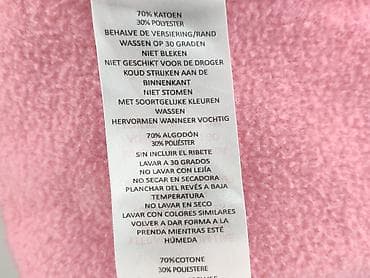 70% KATOEN
30% POLYESTER
BEHALVE DE VERSIERING/RAND
WASSEN OP 30 GRADEN
NIET BLEKEN
NIET GESCHIKT VOOR DE DROGER
KOUD STRIJKEN AAN DE
BINNENKANT
NIET STOMEN
MET SOORTGELIJKE KLEUREN
WASSEN
HERVORMEN WANNEER VOCHTIG
70% ALGODÓN
30% POLIÉSTER
SIN INCLUIR EL RIBETE
LAVAR A 30 GRADOS
NO LAVAR CON LEJÍA
NO SECAR EN SECADORA
PLANCHAR DEL REVÉS A BAJA
TEMPERATURA
NO LAVAR EN SECO
LAVAR CON COLORES SIMILARES
VOLVER A DAR FORMA A LA
PRENDA MIENTRAS ESTÉ
HÚMEDA
70% COTONE
30% POLIESTERE